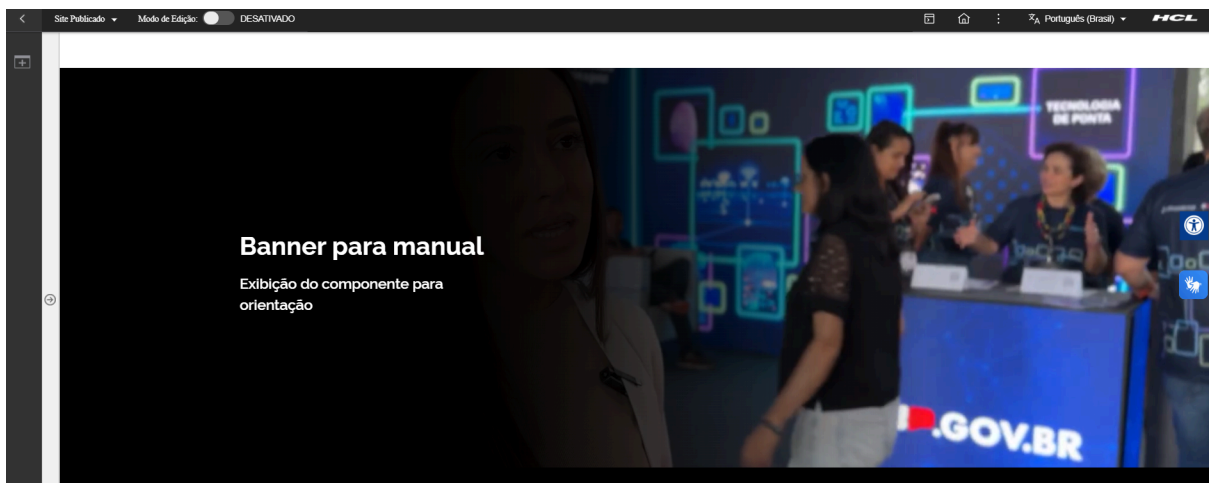 Site Publicado
Modo de Edição:
DESATIVADO
Português (Brasil)
HCL
TECNOLOGIA
DE PONTA
Banner para manual
Exibição do componente para
orientação
.GOV.BR